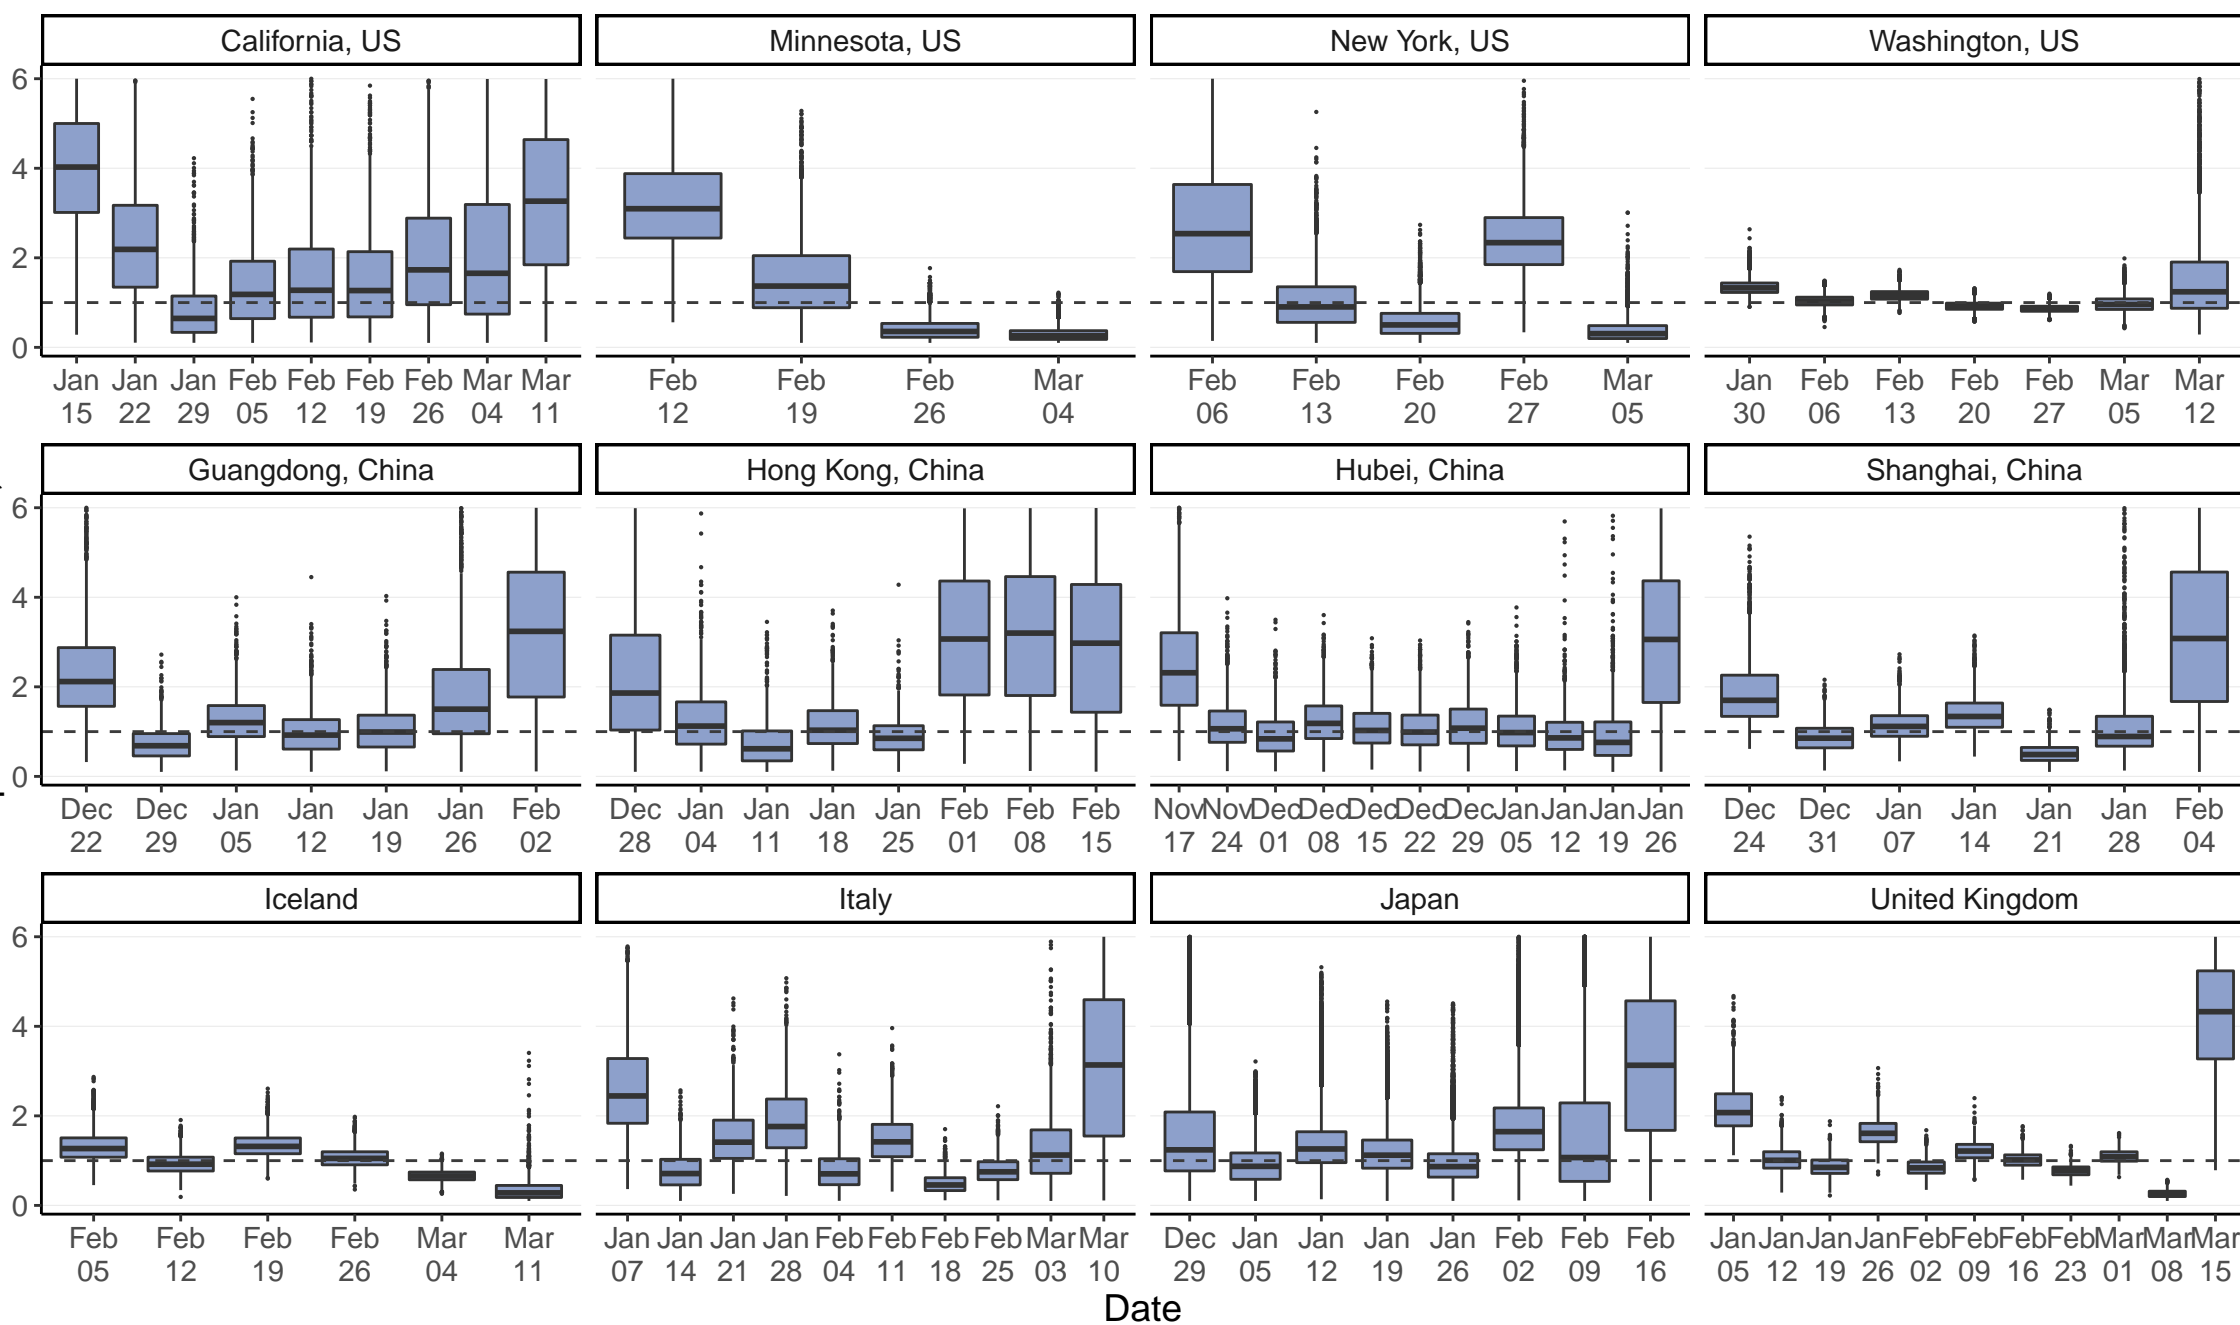 California, US Minnesota, US New York, US Washington, US
6
4
2
0
Jan Jan Jan Feb Feb Feb Feb Mar Mar Feb Feb Feb Mar Feb Feb Feb Feb Mar Jan Feb Feb Feb Feb Mar Mar
15 22 29 05 12 19 26 04 11 12 19 26 04 06 13 20 27 05 30 06 13 20 27 05 12
Guangdong, China Hong Kong, China Hubei, China Shanghai, China
6
4
2
0
Dec Dec Jan Jan Jan Jan Feb Dec Jan Jan Jan Jan Feb Feb Feb Nov Nov Dec Dec Dec Dec Dec Jan Jan Jan Jan Dec Dec Jan Jan Jan Jan Feb
22 29 05 12 19 26 02 28 04 11 18 25 01 08 15 17 24 01 08 15 22 29 05 12 19 26 24 31 07 14 21 28 04
Iceland Italy Japan United Kingdom
6
4
2
0
Feb Feb Feb Feb Mar Mar Jan Jan Jan Jan Feb Feb Feb Feb Mar Mar Dec Jan Jan Jan Jan Feb Feb Feb Jan Jan Jan Jan Feb Feb Feb Feb Mar Mar Mar
05 12 19 26 04 11 07 14 21 28 04 11 18 25 03 10 29 05 12 19 26 02 09 16 05 12 19 26 02 09 16 23 01 08 15
Date